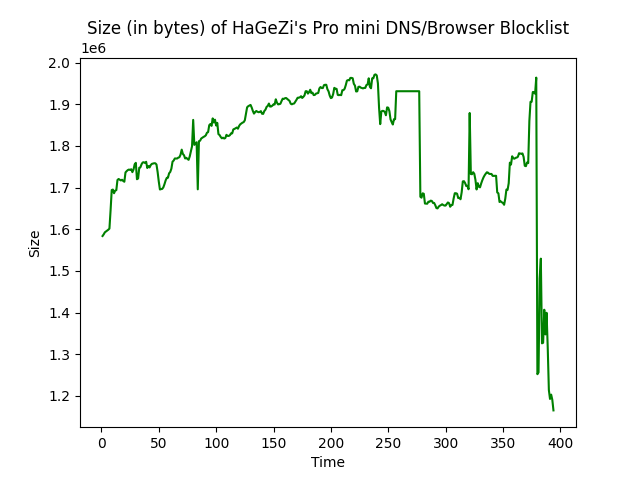 Size (in bytes) of HaGeZi's Pro mini DNS/Browser Blocklist
1e6
2.0
1.9
1.8
1.7
1.6
1.5
1.4
1.3
1.2
Size
0 50 100 150 200 250 300 350 400
Time